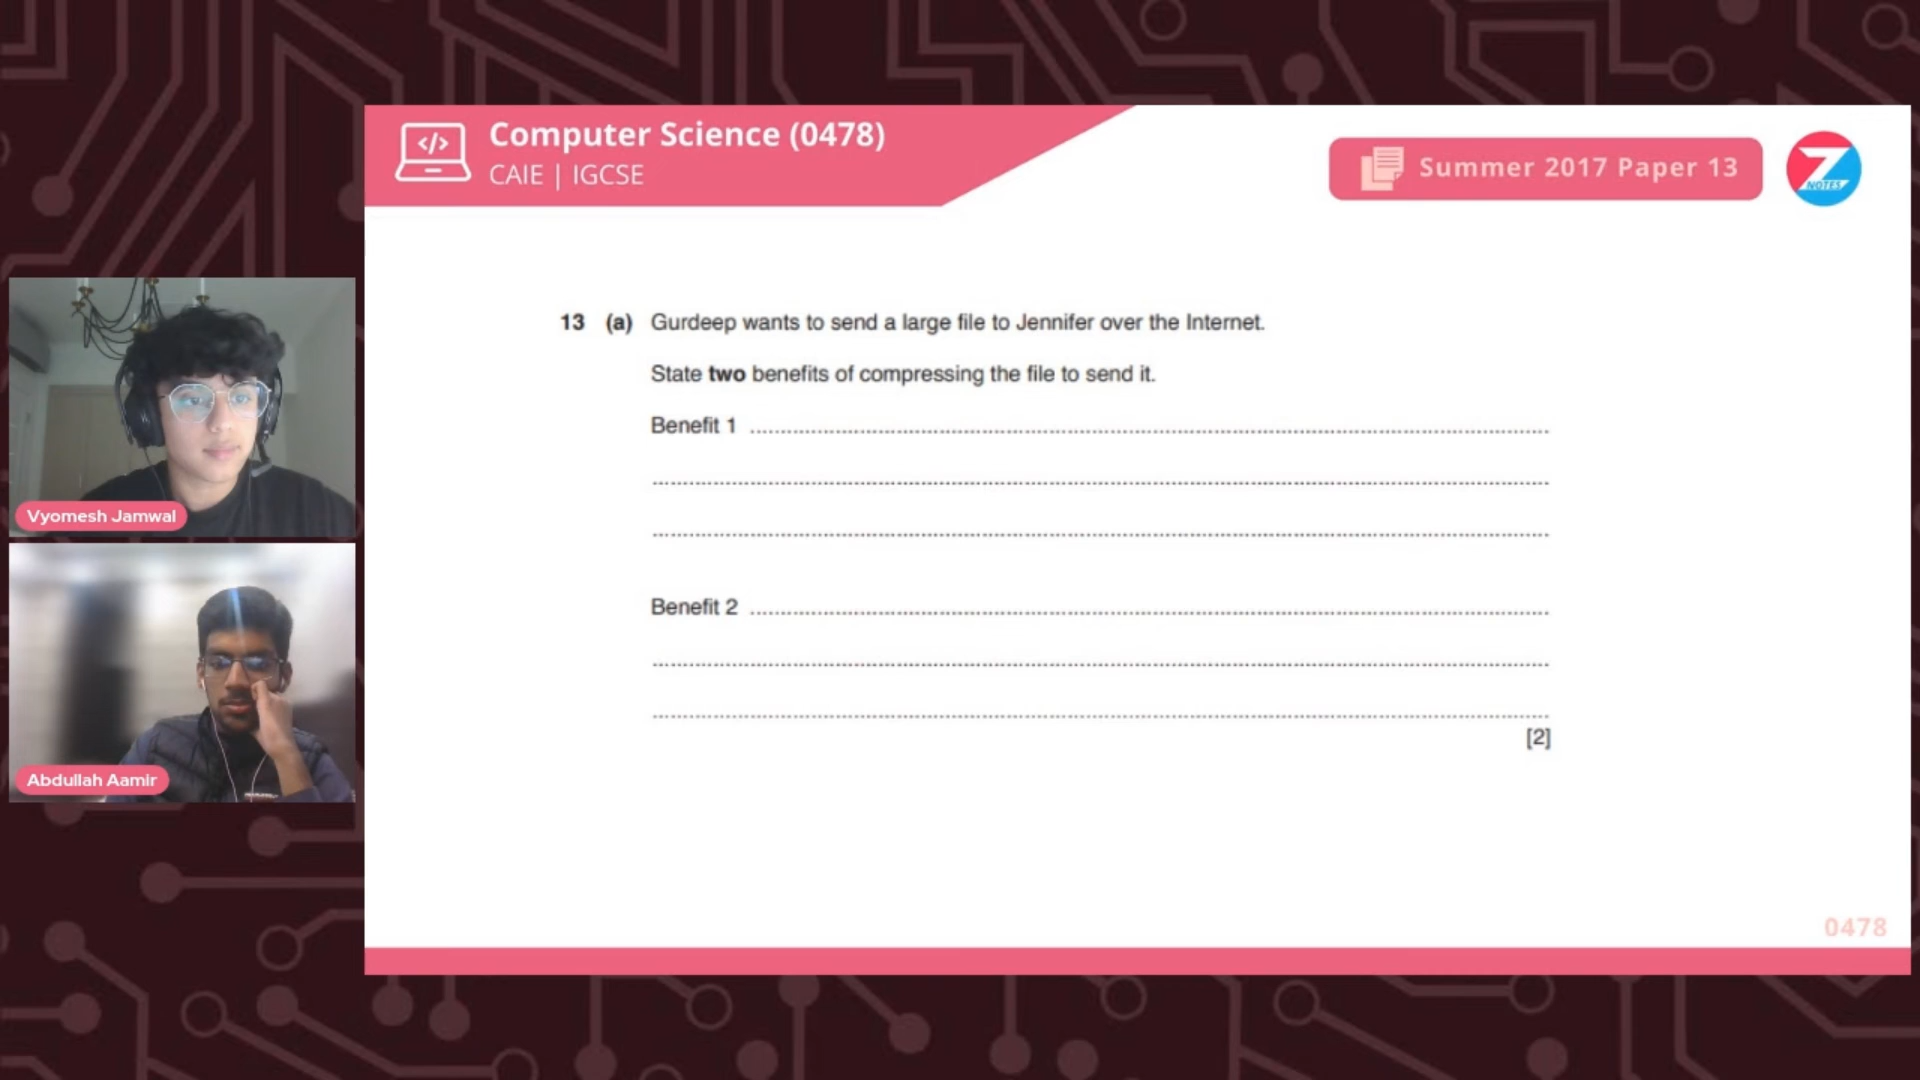 </>
Computer Science (0478)
CAIE | IGCSE
Summer 2017 Paper 13
Z
NOTES
13 (a) Gurdeep wants to send a large file to Jennifer over the Internet.
State two benefits of compressing the file to send it.
Benefit 1 ................................................................
................................................................
................................................................
Benefit 2 ................................................................
................................................................
................................................................
[2]
Vyomesh Jamwal
Abdullah Aamir
0478